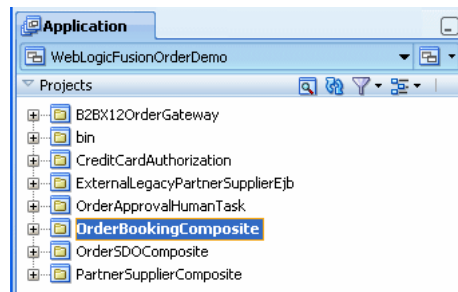 Application
WebLogicFusionOrderDemo
Projects
B2BX12OrderGateway
bin
CreditCardAuthorization
ExternalLegacyPartnerSupplierEjb
OrderApprovalHumanTask
OrderBookingComposite
OrderSDOComposite
PartnerSupplierComposite